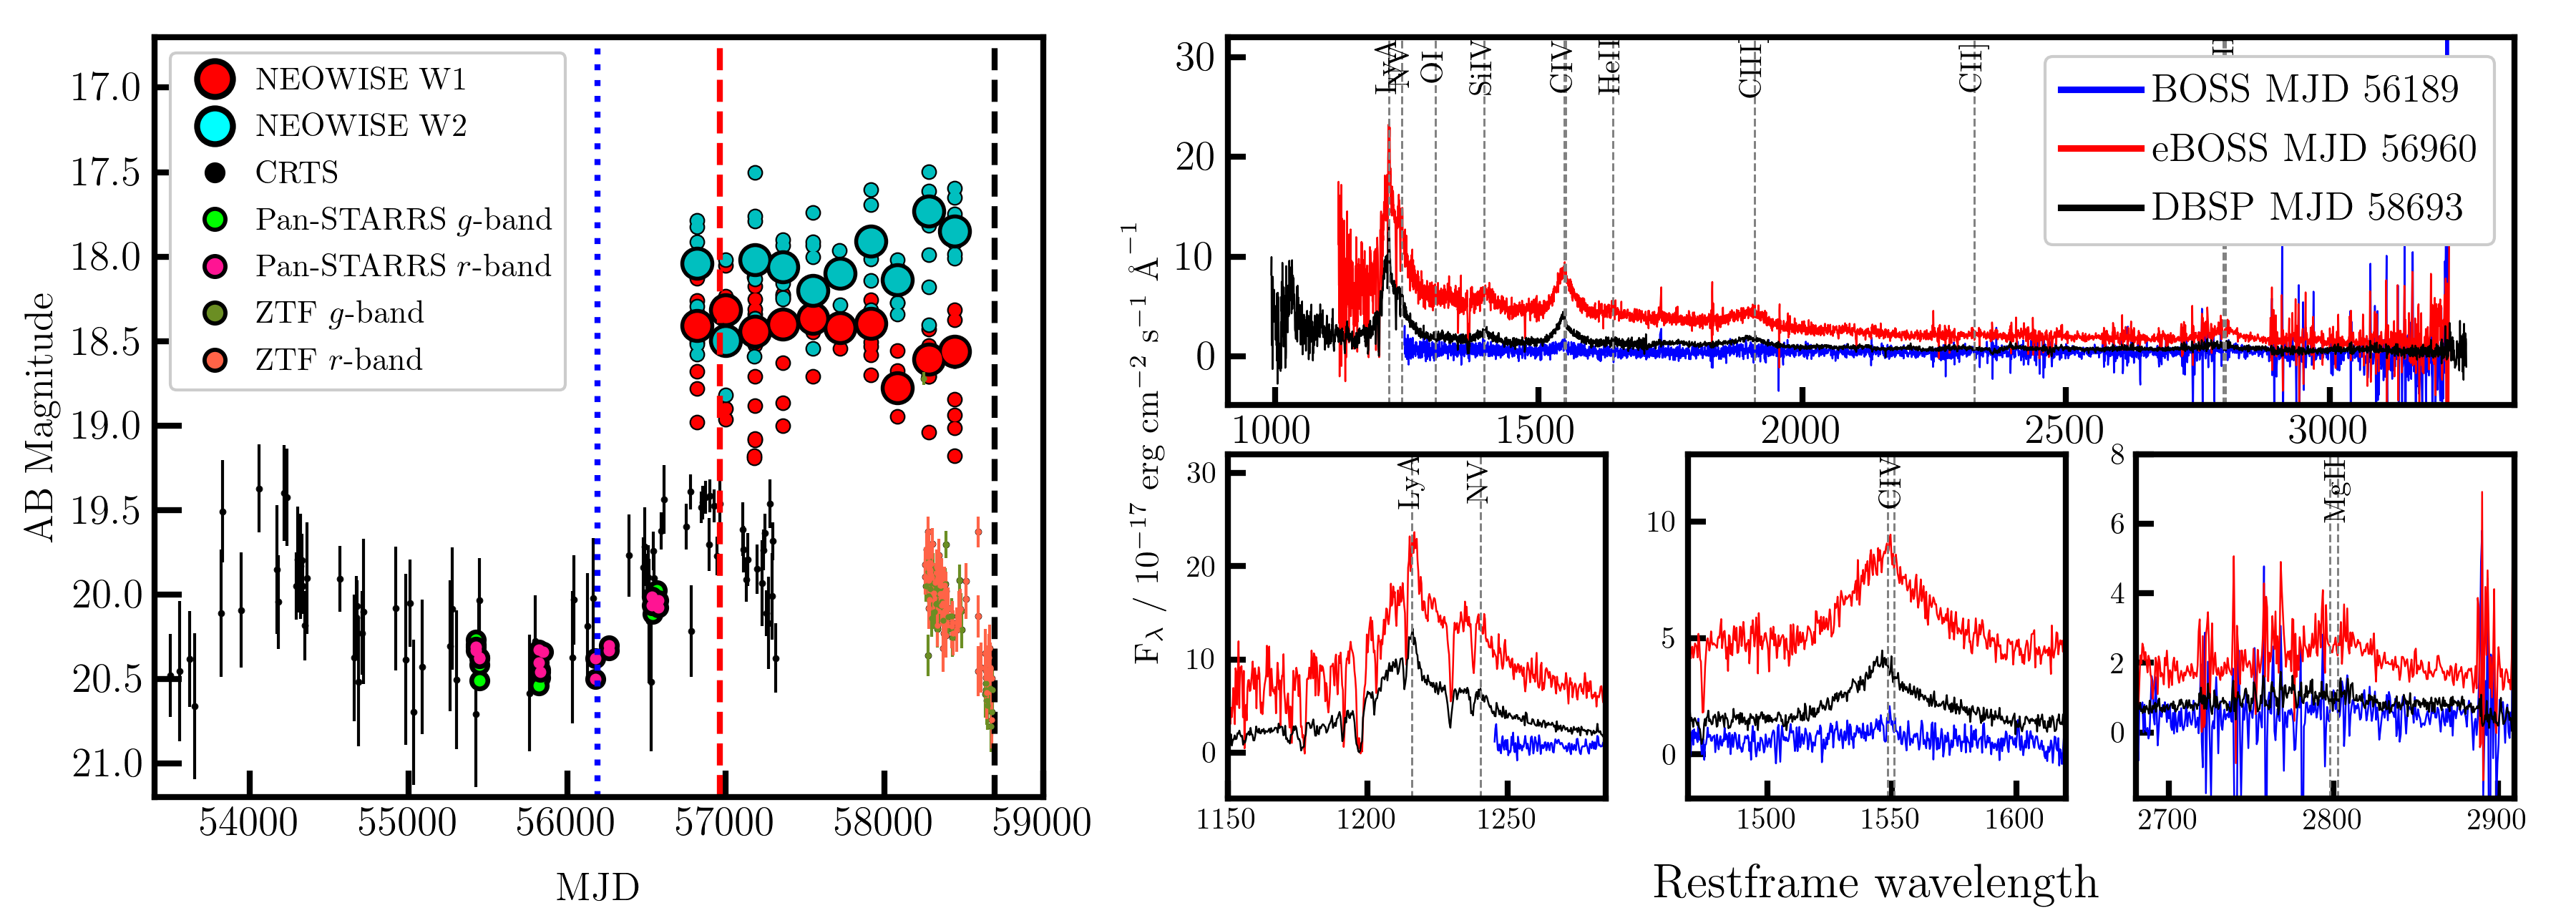 AB Magnitude
17.0
17.5
18.0
18.5
19.0
19.5
20.0
20.5
21.0
NEOWISE W1
NEOWISE W2
CRTS
Pan-STARRS g-band
Pan-STARRS r-band
ZTF g-band
ZTF r-band
54000 55000 56000 57000 58000 59000
MJD
F_λ / 10^−17 erg cm^−2 s^−1 Å^−1
30
20
10
0
LyA NV OI SiIV CIV HeII CIII] CII]
BOSS MJD 56189
eBOSS MJD 56960
DBSP MJD 58693
1000 1500 2000 2500 3000
30
20
10
0
LyA NV
1150 1200 1250
10
5
0
CIV
1500 1550 1600
8
6
4
2
0
MgII
2700 2800 2900
Restframe wavelength